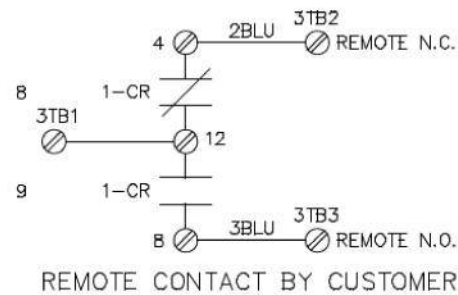 3TB2
4 2BLU REMOTE N.C.
8 1-CR
3TB1
12
9 1-CR
3TB3
8 3BLU REMOTE N.O.
REMOTE CONTACT BY CUSTOMER